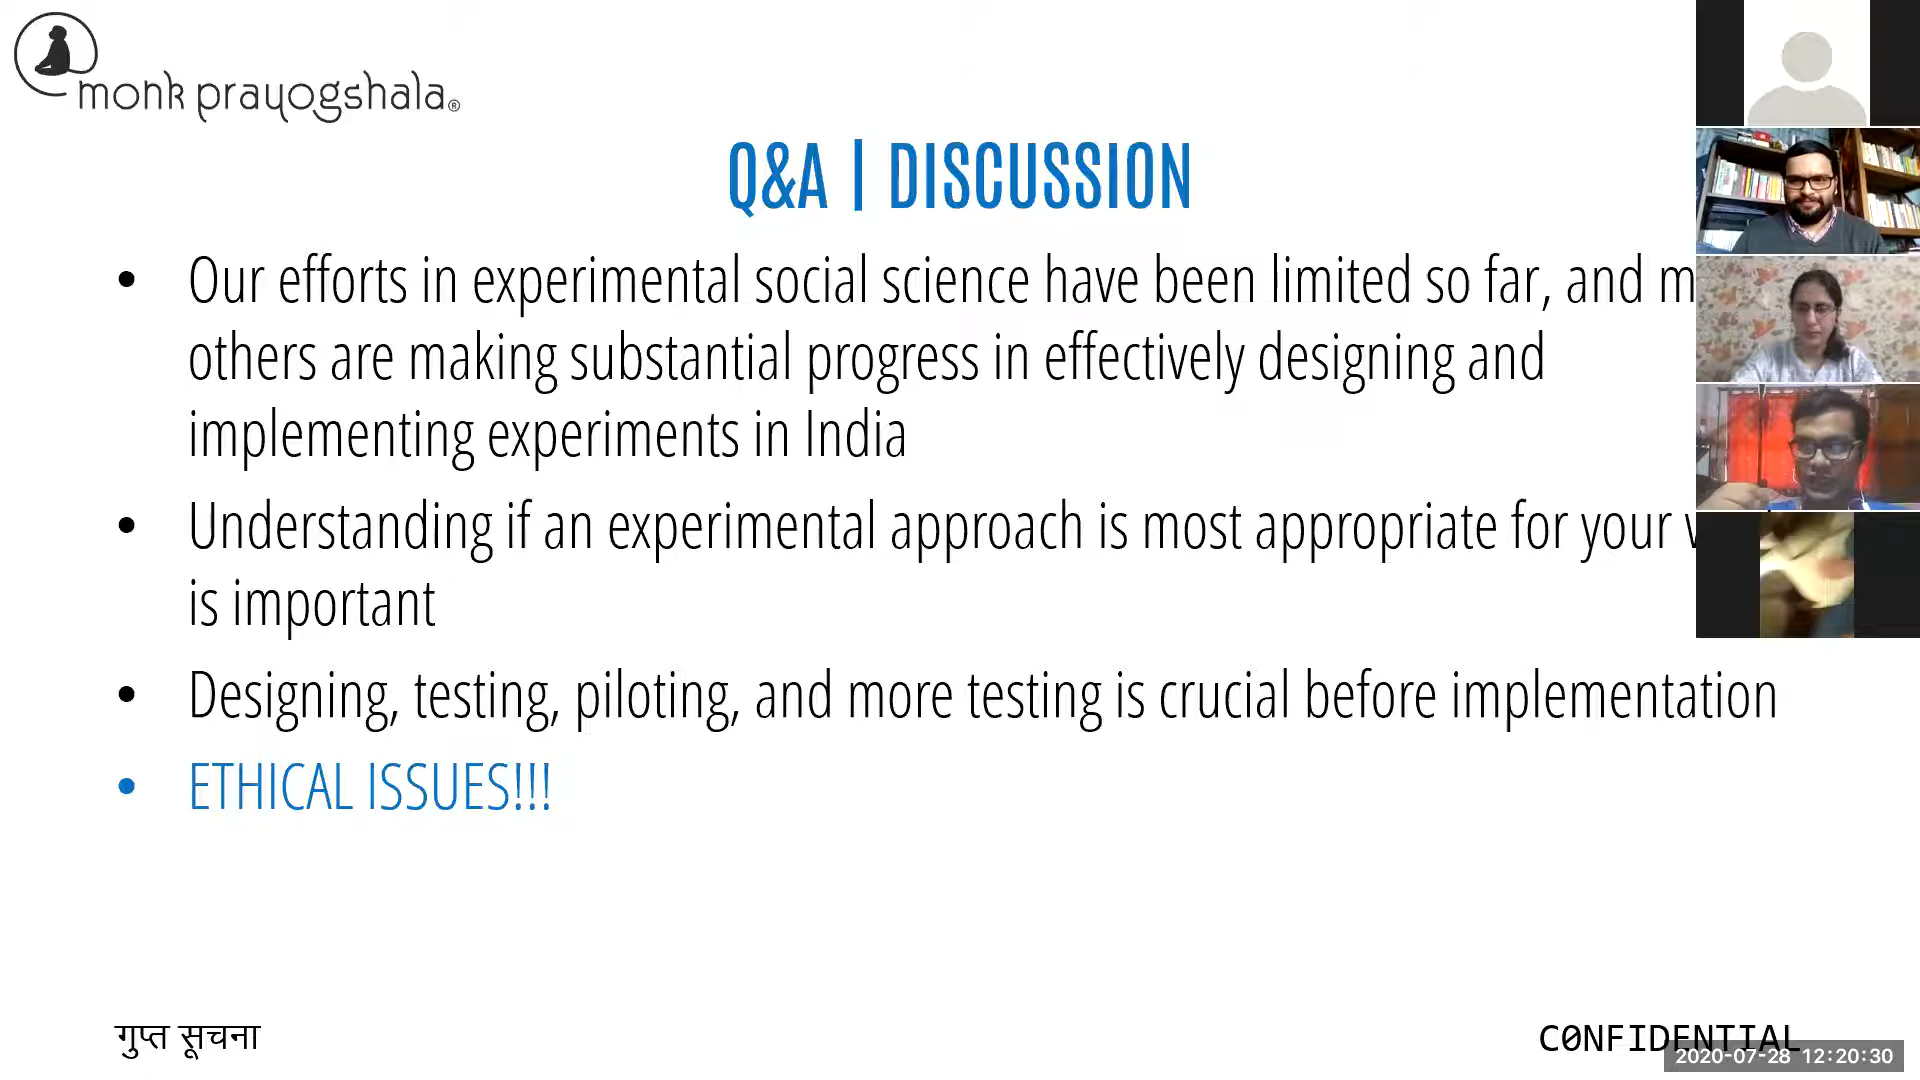 monk prayogshala®
Q&A | DISCUSSION
• Our efforts in experimental social science have been limited so far, and
others are making substantial progress in effectively designing and
implementing experiments in India
• Understanding if an experimental approach is most appropriate for your
is important
• Designing, testing, piloting, and more testing is crucial before implementation
• ETHICAL ISSUES!!!
गुप्त सूचना
C0NFIDENTIAL
2020-07-28 12:20:30